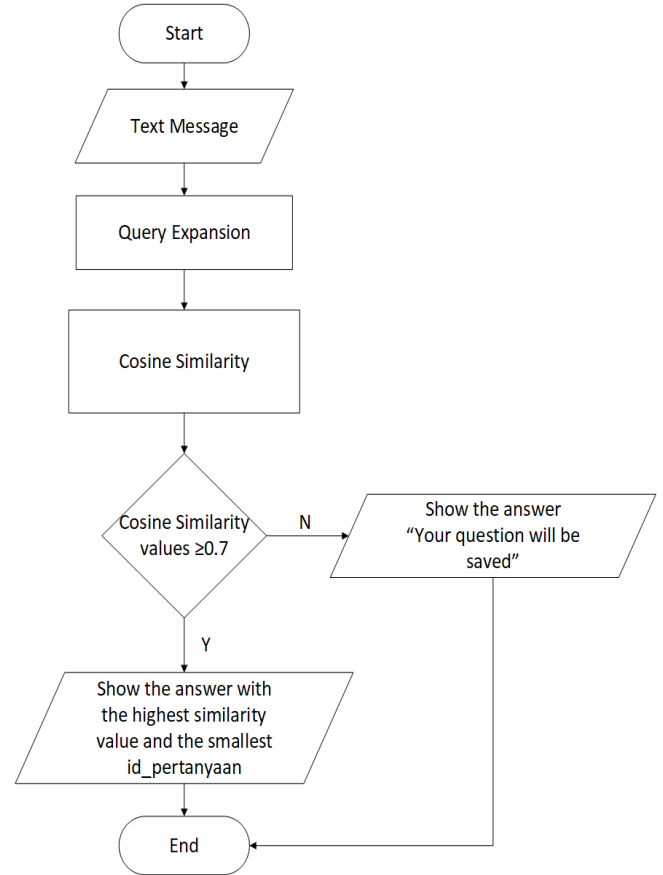 Start
Text Message
Query Expansion
Cosine Similarity
Cosine Similarity
values ≥0.7
N
Show the answer
“Your question will be
saved”
Y
Show the answer with
the highest similarity
value and the smallest
id_pertanyaan
End